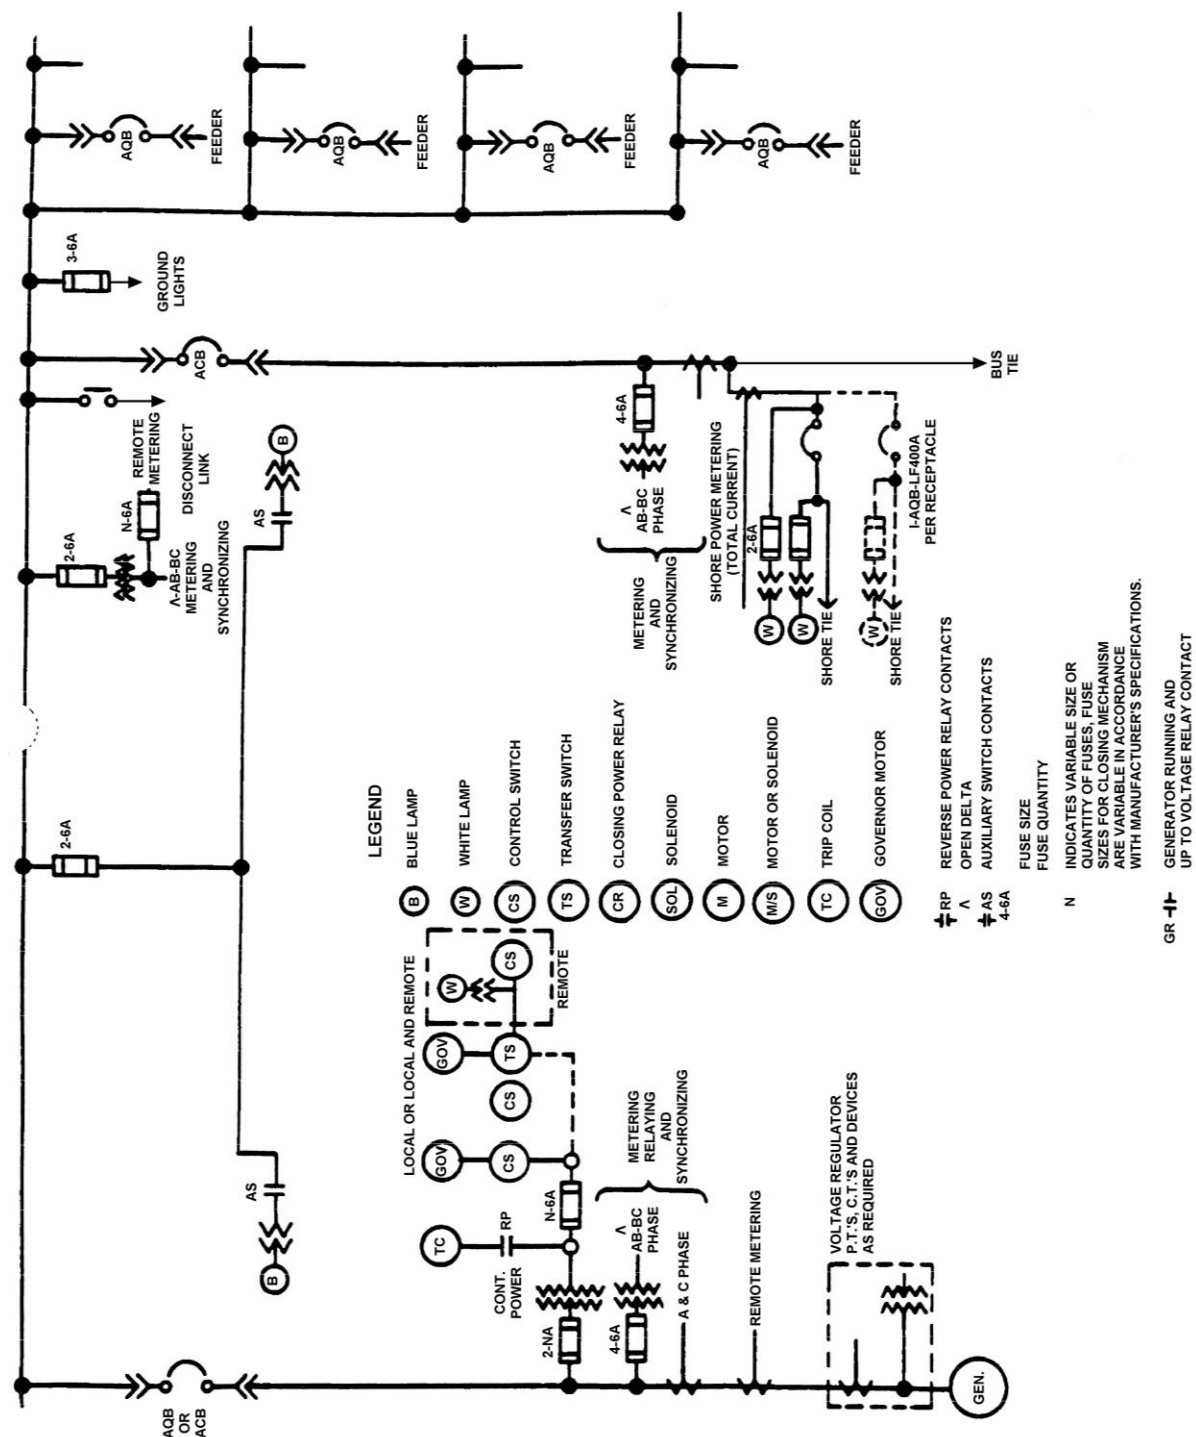 AQB
FEEDER
AQB
FEEDER
AQB
FEEDER
AQB
FEEDER
3-6A
GROUND
LIGHTS
ACB
BUS
TIE
REMOTE
METERING
DISCONNECT
LINK
N-6A
2-6A
Λ-AB-BC
METERING
AND
SYNCHRONIZING
AS
B
4-6A
Λ
AB-BC
PHASE
METERING
AND
SYNCHRONIZING
SHORE POWER METERING
(TOTAL CURRENT)
2-6A
W
W
SHORE TIE
W
SHORE TIE
I-AQB-LF400A
PER RECEPTACLE
2-6A
AS
B
LEGEND
B BLUE LAMP
W WHITE LAMP
CS CONTROL SWITCH
TS TRANSFER SWITCH
CR CLOSING POWER RELAY
SOL SOLENOID
M MOTOR
M/S MOTOR OR SOLENOID
TC TRIP COIL
GOV GOVERNOR MOTOR
RP REVERSE POWER RELAY CONTACTS
Λ OPEN DELTA
AS AUXILIARY SWITCH CONTACTS
4-6A
FUSE SIZE
FUSE QUANTITY
N INDICATES VARIABLE SIZE OR
QUANTITY OF FUSES, FUSE
SIZES FOR CLOSING MECHANISM
ARE VARIABLE IN ACCORDANCE
WITH MANUFACTURER'S SPECIFICATIONS.
GR GENERATOR RUNNING AND
UP TO VOLTAGE RELAY CONTACT
LOCAL OR LOCAL AND REMOTE
W
CS
REMOTE
GOV
TS
CS
GOV
CS
TC
RP
N-6A
CONT.
POWER
2-NA
METERING
RELAYING
AND
SYNCHRONIZING
Λ
AB-BC
PHASE
4-6A
A & C PHASE
REMOTE METERING
VOLTAGE REGULATOR
P.T.'S, C.T.'S AND DEVICES
AS REQUIRED
GEN.
AQB
OR
ACB